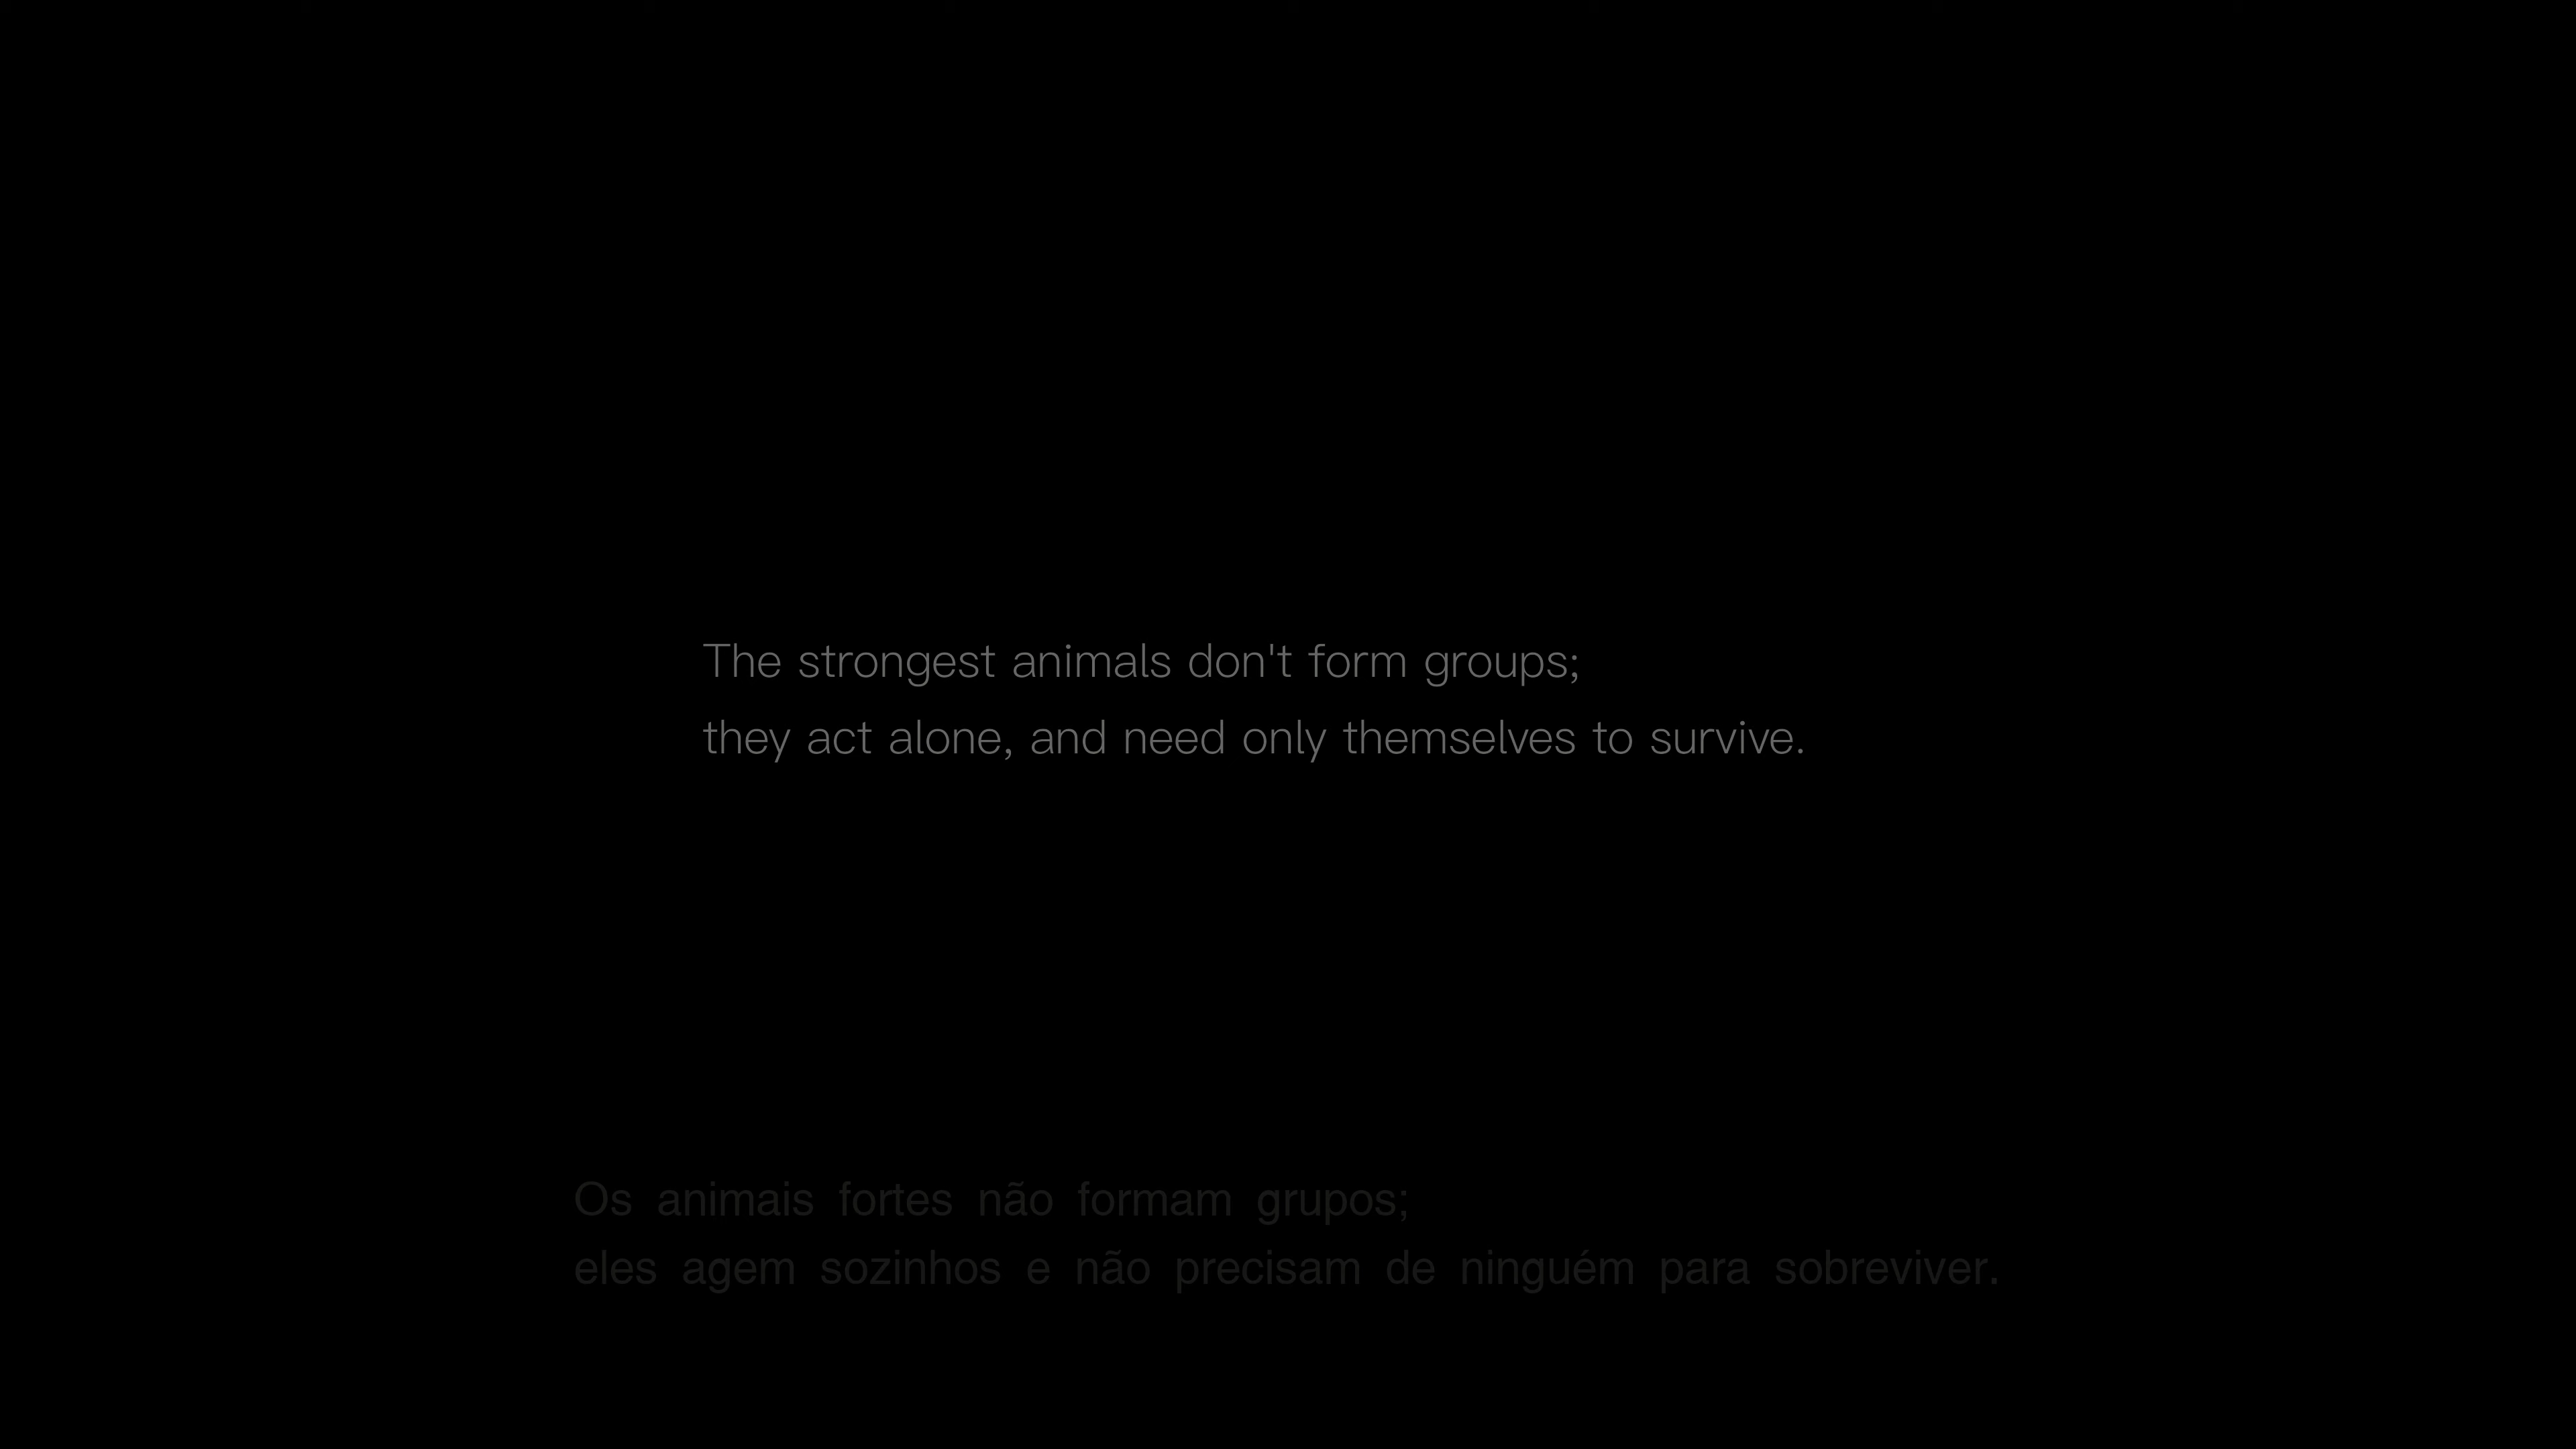 The strongest animals don't form groups;
they act alone, and need only themselves to survive.
Os animais fortes não formam grupos;
eles agem sozinhos e não precisam de ninguém para sobreviver.